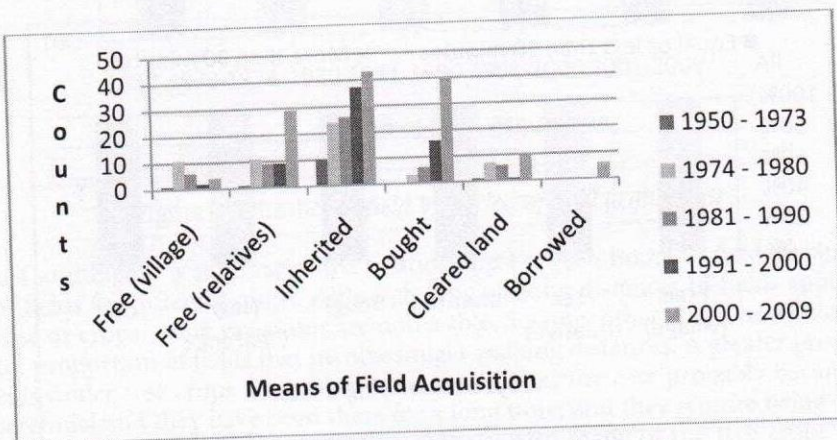 50
40
30
20
10
0
Counts
Free (village)
Free (relatives)
Inherited
Bought
Cleared land
Borrowed
Means of Field Acquisition
1950 - 1973
1974 - 1980
1981 - 1990
1991 - 2000
2000 - 2009